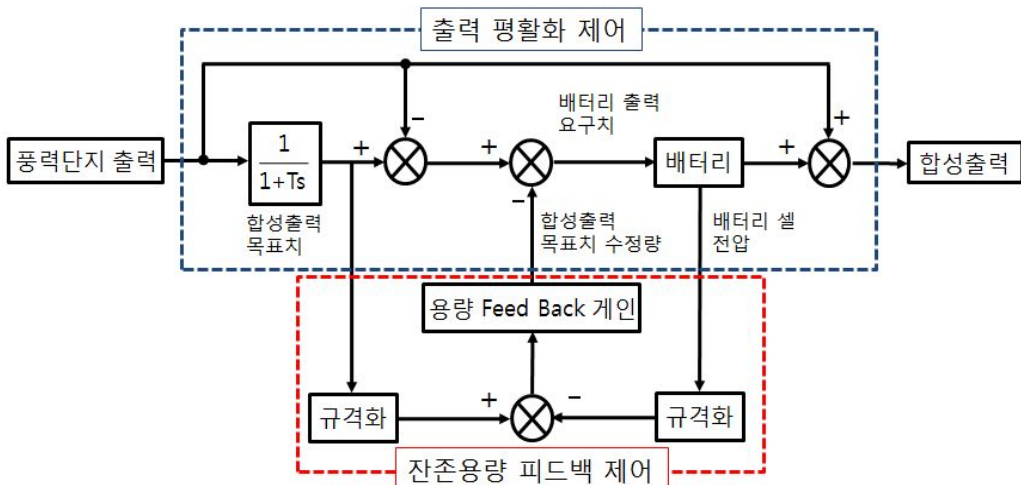 출력 평활화 제어
배터리 출력
요구치
풍력단지 출력
1
1+Ts
+
−
+
배터리
+
+
합성출력
합성출력
목표치
−
합성출력
목표치 수정량
배터리 셀
전압
용량 Feed Back 게인
규격화
+
−
규격화
잔존용량 피드백 제어